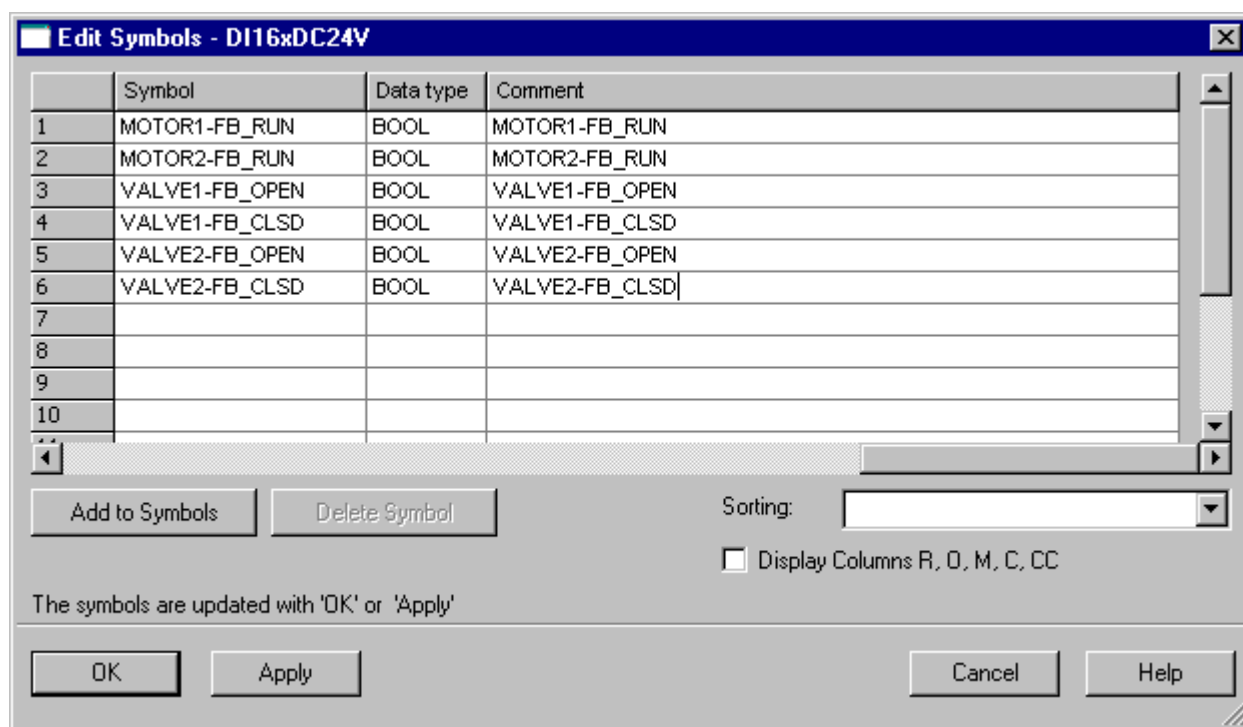 Edit Symbols - DI16xDC24V
Symbol Data type Comment
1 MOTOR1-FB_RUN BOOL MOTOR1-FB_RUN
2 MOTOR2-FB_RUN BOOL MOTOR2-FB_RUN
3 VALVE1-FB_OPEN BOOL VALVE1-FB_OPEN
4 VALVE1-FB_CLSD BOOL VALVE1-FB_CLSD
5 VALVE2-FB_OPEN BOOL VALVE2-FB_OPEN
6 VALVE2-FB_CLSD BOOL VALVE2-FB_CLSD
7
8
9
10
Add to Symbols Delete Symbol Sorting:
Display Columns R, O, M, C, CC
The symbols are updated with 'OK' or 'Apply'
OK Apply Cancel Help